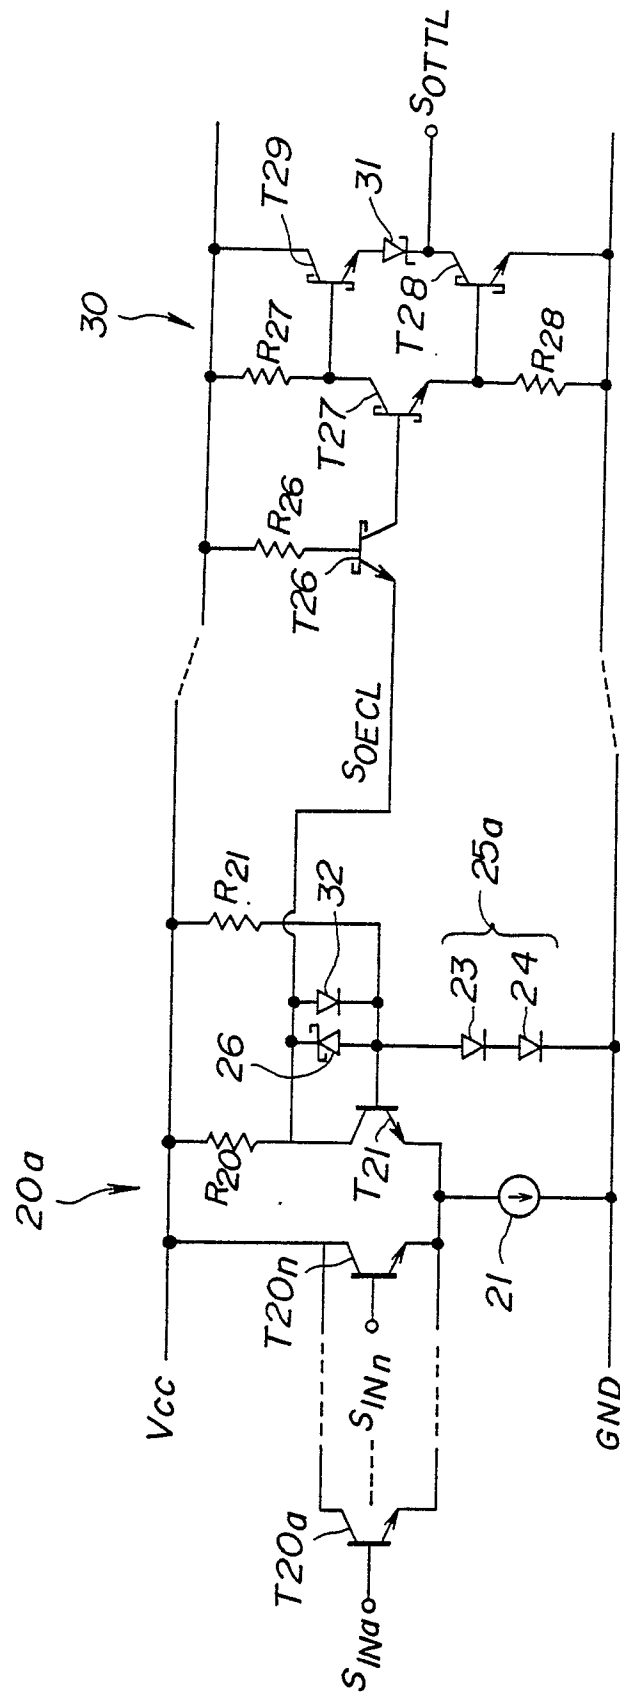 20a
30
Vcc
R20
R21
R26
R27
T29
31
SOTTL
26
32
T26
T27
T28
R28
SOECL
T20n
T21
SINn
T20a
SINa
25a
23
24
21
GND